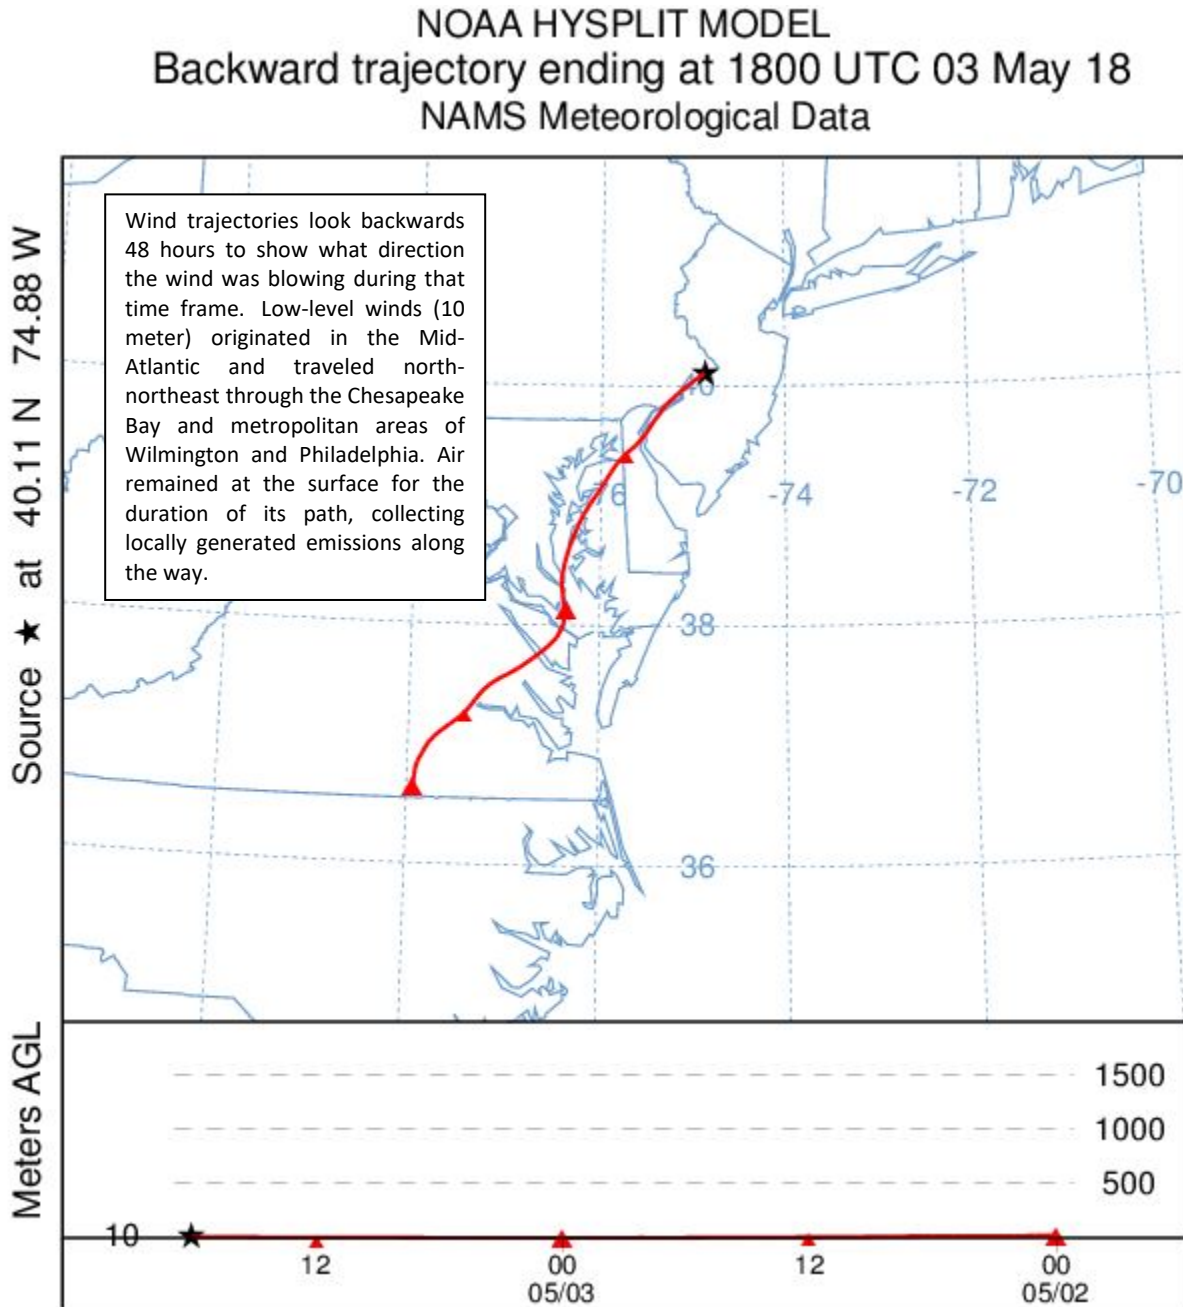 NOAA HYSPLIT MODEL
Backward trajectory ending at 1800 UTC 03 May 18
NAMS Meteorological Data
Source ★ at 40.11 N 74.88 W
Wind trajectories look backwards
48 hours to show what direction
the wind was blowing during that
time frame. Low-level winds (10
meter) originated in the Mid-
Atlantic and traveled north-
northeast through the Chesapeake
Bay and metropolitan areas of
Wilmington and Philadelphia. Air
remained at the surface for the
duration of its path, collecting
locally generated emissions along
the way.
40
-76 -74 -72 -70
38
36
Meters AGL
1500
1000
500
10
12 00 12 00
05/03 05/02